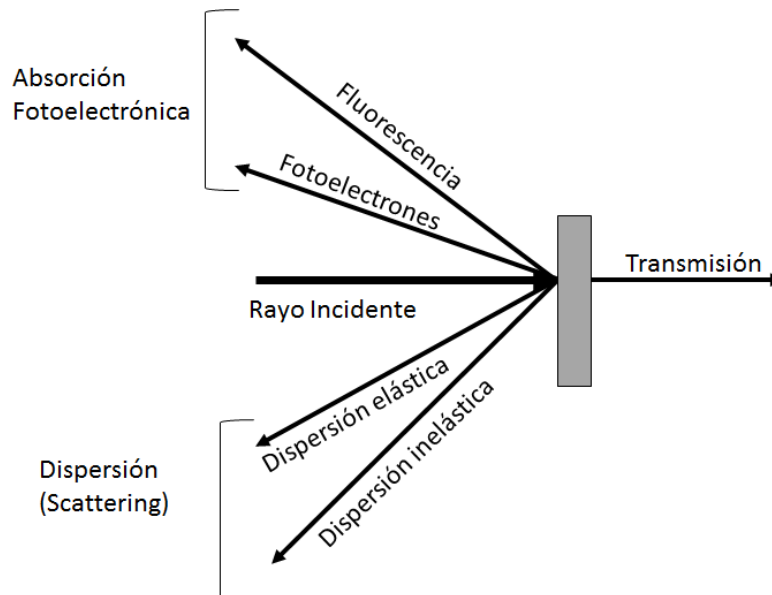 Absorción
Fotoelectrónica
Fluorescencia
Fotoelectrones
Transmisión
Rayo Incidente
Dispersión elástica
Dispersión inelástica
Dispersión
(Scattering)